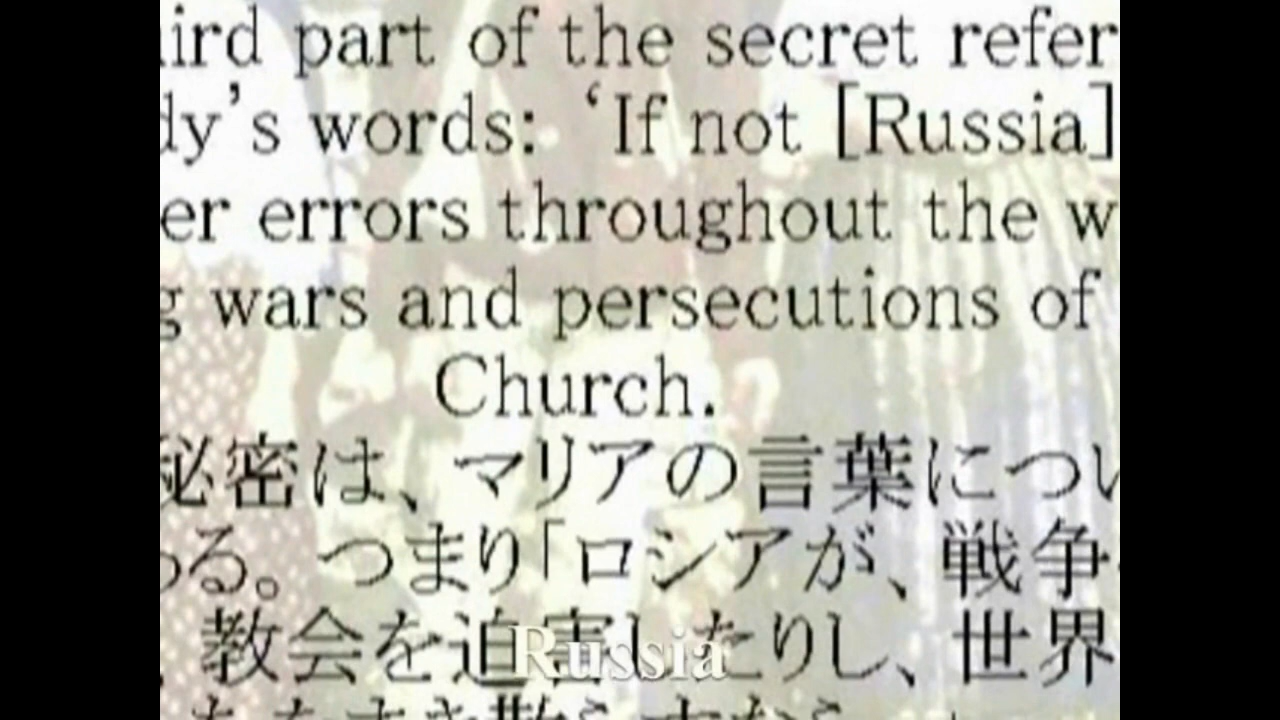 ird part of the secret refer
dy's words: ‘If not [Russia]
er errors throughout the w
g wars and persecutions of
Church.
秘密は、マリアの言葉につい
ある。つまり「ロシアが、戦争
教会を迫害したりし、世界
Russia